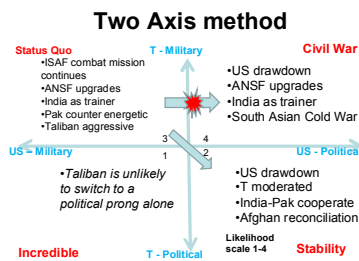 Two Axis method
Status Quo
T - Military
Civil War
•ISAF combat mission
continues
•ANSF upgrades
•India as trainer
•Pak counter energetic
•Taliban aggressive
•US drawdown
•ANSF upgrades
•India as trainer
•South Asian Cold War
3
4
US – Military
US - Politica
1
2
•Taliban is unlikely
to switch to a
political prong alone
•US drawdown
•T moderated
•India-Pak cooperate
•Afghan reconciliation
Likelihood
scale 1-4
Incredible
T - Political
Stability